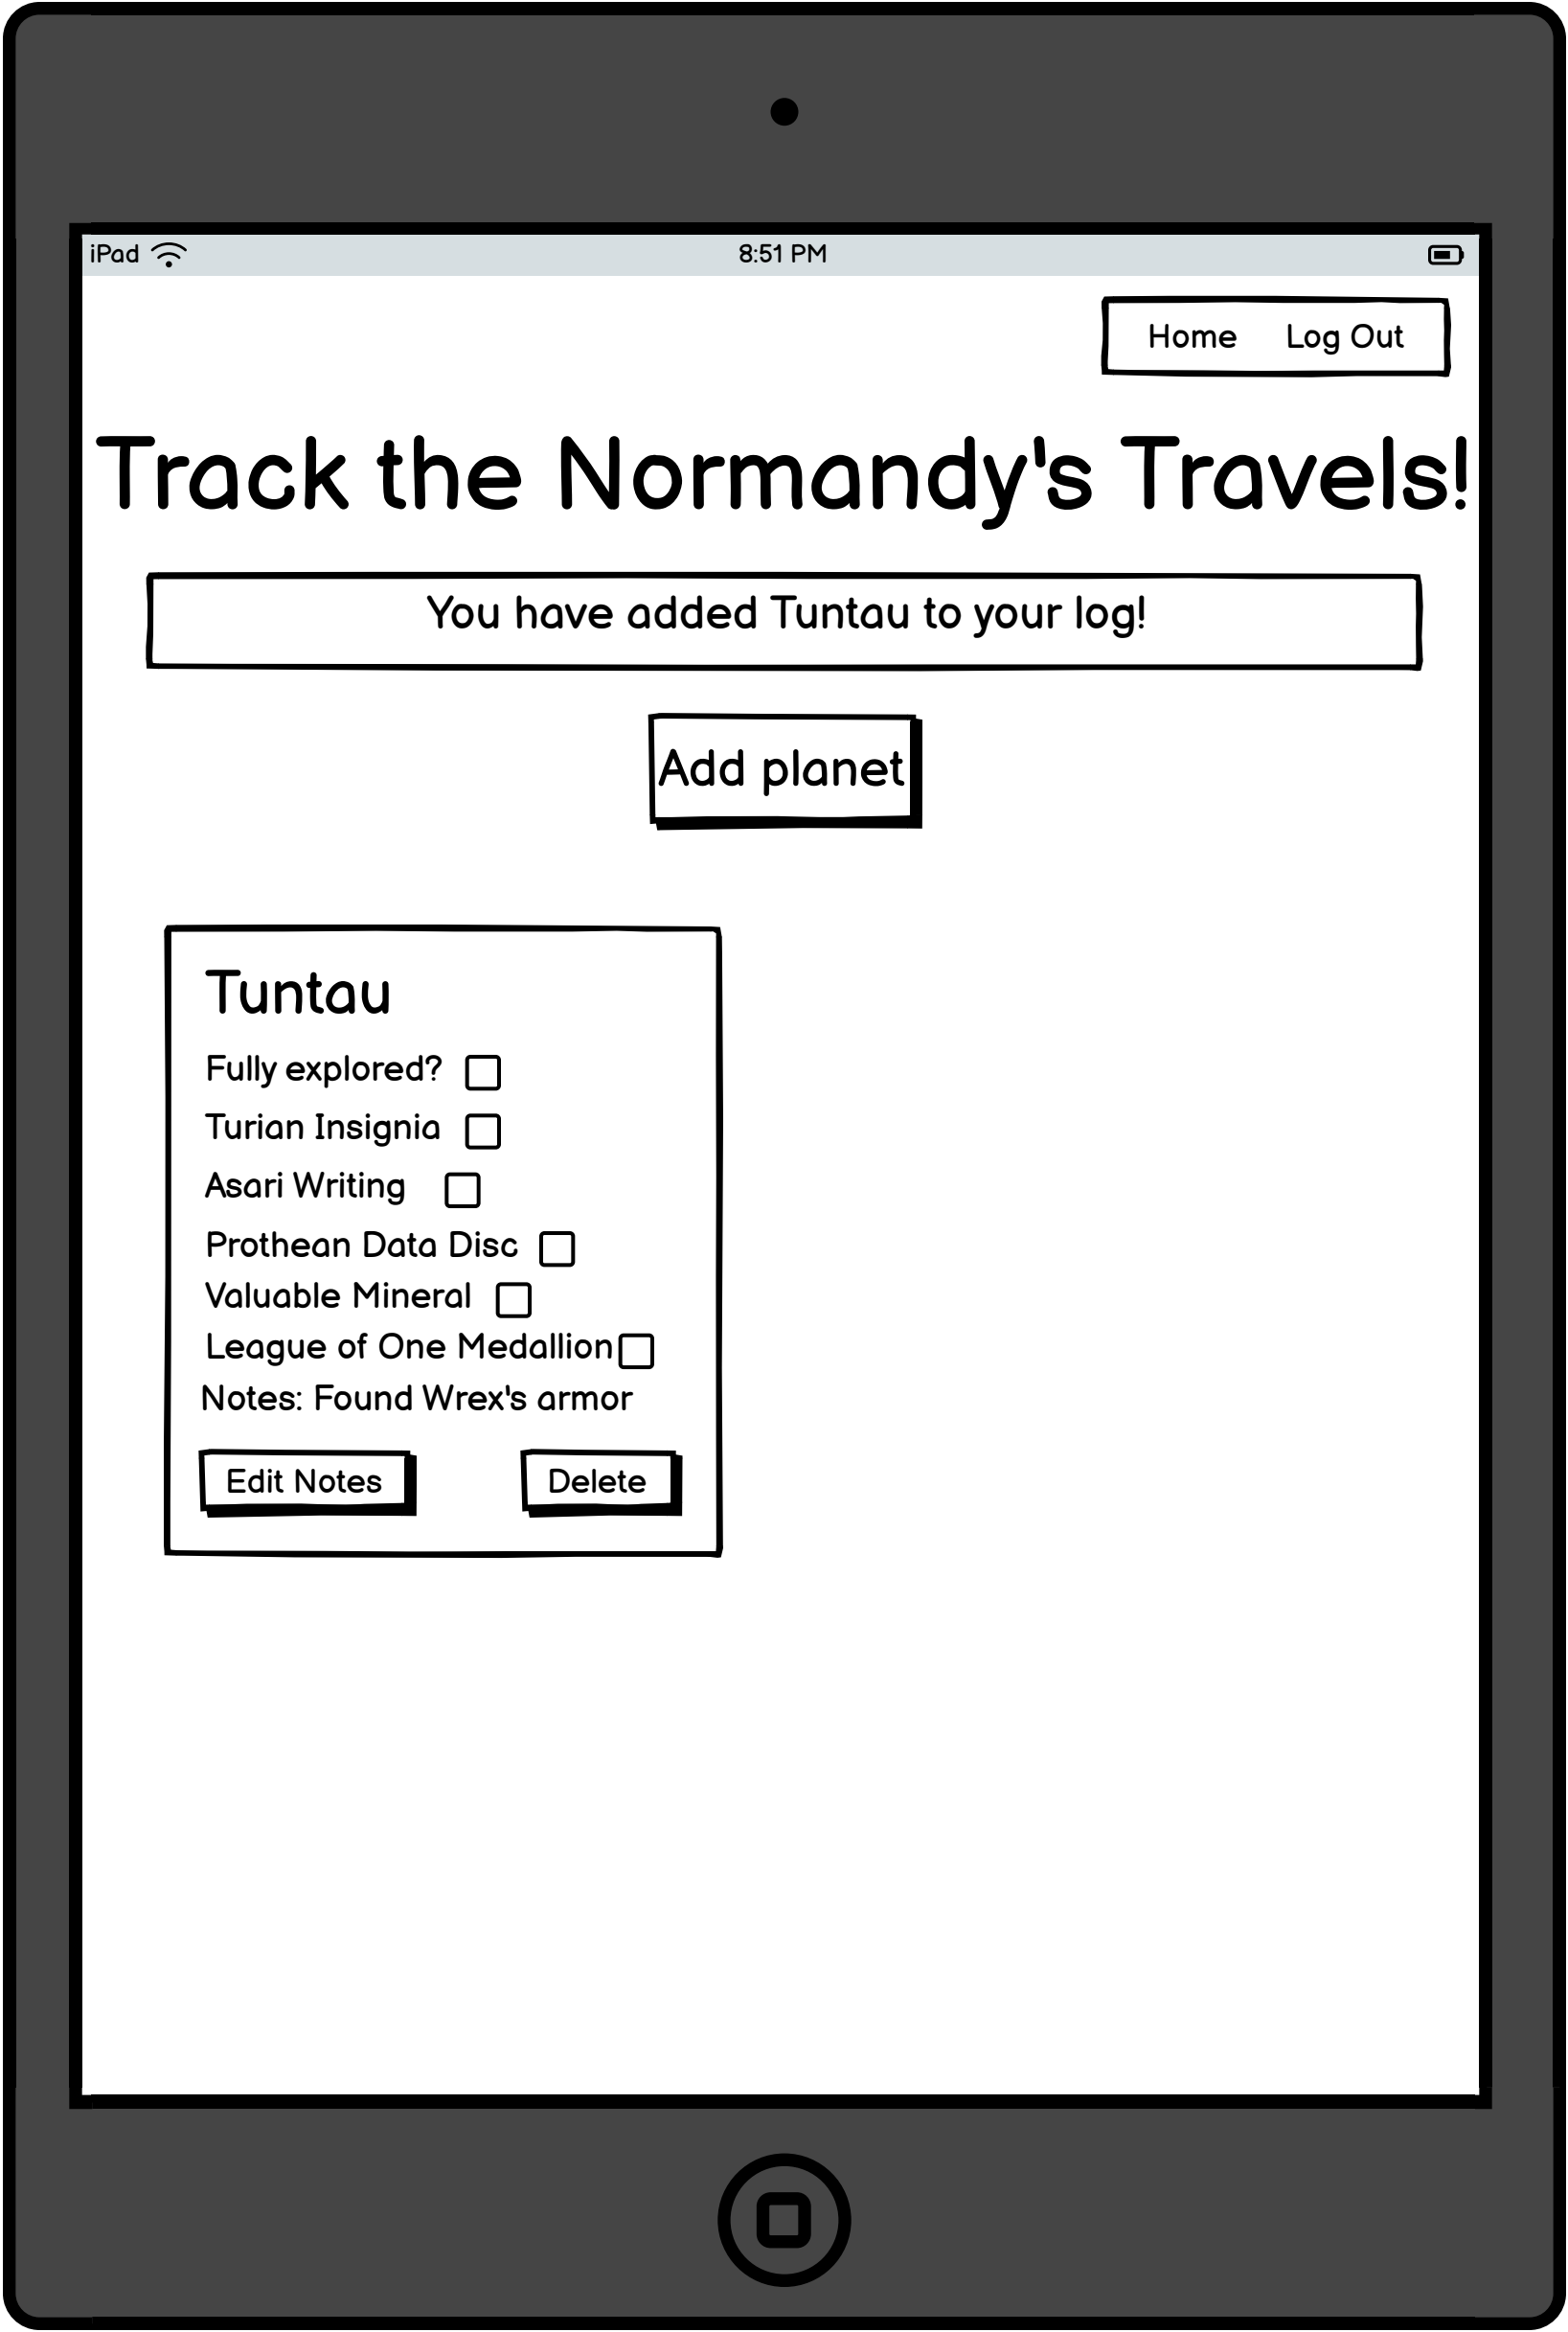 iPad 8:51 PM
Home Log Out
Track the Normandy's Travels!
You have added Tuntau to your log!
Add planet
Tuntau
Fully explored?
Turian Insignia
Asari Writing
Prothean Data Disc
Valuable Mineral
League of One Medallion
Notes: Found Wrex's armor
Edit Notes Delete